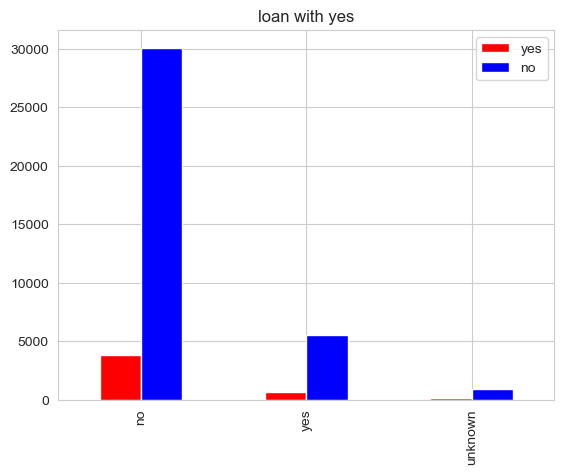 loan with yes
yes
no
30000
25000
20000
15000
10000
5000
0
no
yes
unknown